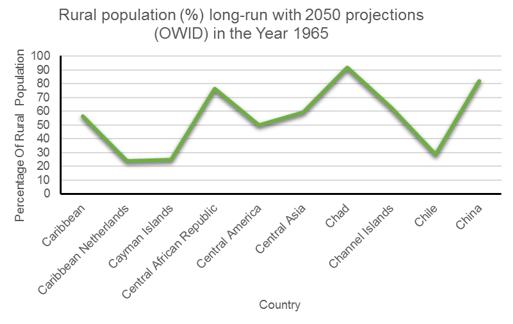 Rural population (%) long-run with 2050 projections
(OWID) in the Year 1965
Percentage Of Rural Population
100
90
80
70
60
50
40
30
20
10
0
Caribbean
Caribbean Netherlands
Cayman Islands
Central African Republic
Central America
Central Asia
Chad
Channel Islands
Chile
China
Country